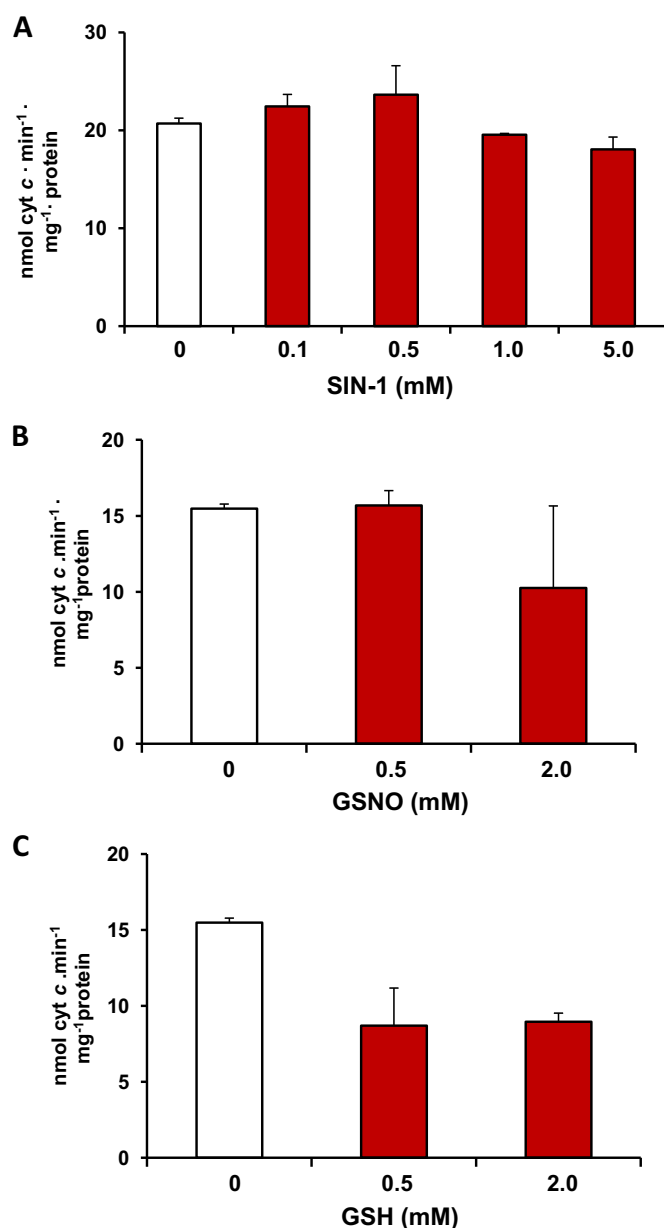 A
30
20
10
0
nmol cyt c · min⁻¹ ·
mg⁻¹· protein
0 0.1 0.5 1.0 5.0
SIN-1 (mM)
B
20
15
10
5
0
nmol cyt c .min⁻¹ ·
mg⁻¹protein
0 0.5 2.0
GSNO (mM)
C
20
15
10
5
0
nmol cyt c .min⁻¹
mg⁻¹protein
0 0.5 2.0
GSH (mM)